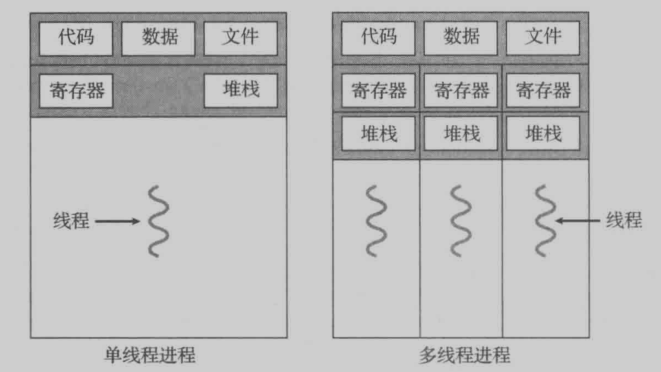 代码 数据 文件 代码 数据 文件
寄存器 堆栈 寄存器 寄存器 寄存器
堆栈 堆栈 堆栈
线程 线程
单线程进程 多线程进程